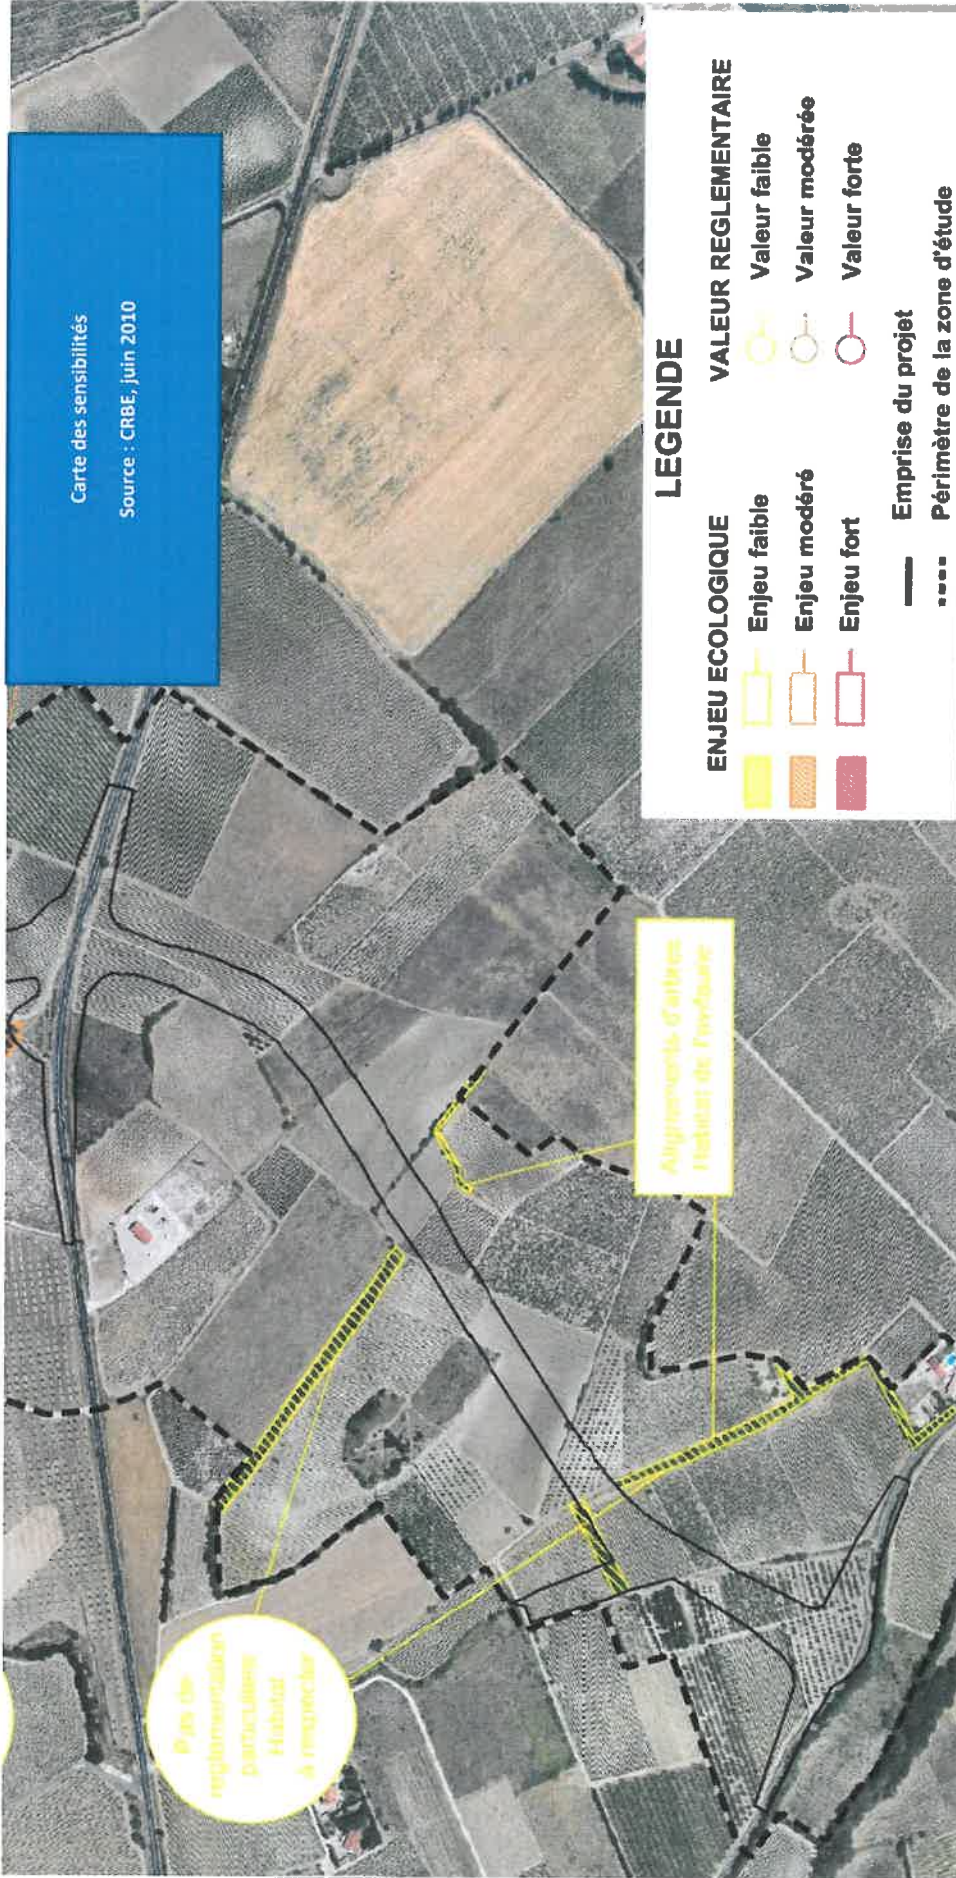 Carte des sensibilités
Source : CRBE, juin 2010
Pas de
reglementation
particuliere
Habitat
à respecter
Alignements d'arbres
Habitat de l'avifaune
LEGENDE
ENJEU ECOLOGIQUE
Enjeu faible
Enjeu modéré
Enjeu fort
VALEUR REGLEMENTAIRE
Valeur faible
Valeur modérée
Valeur forte
Emprise du projet
Périmètre de la zone d'étude